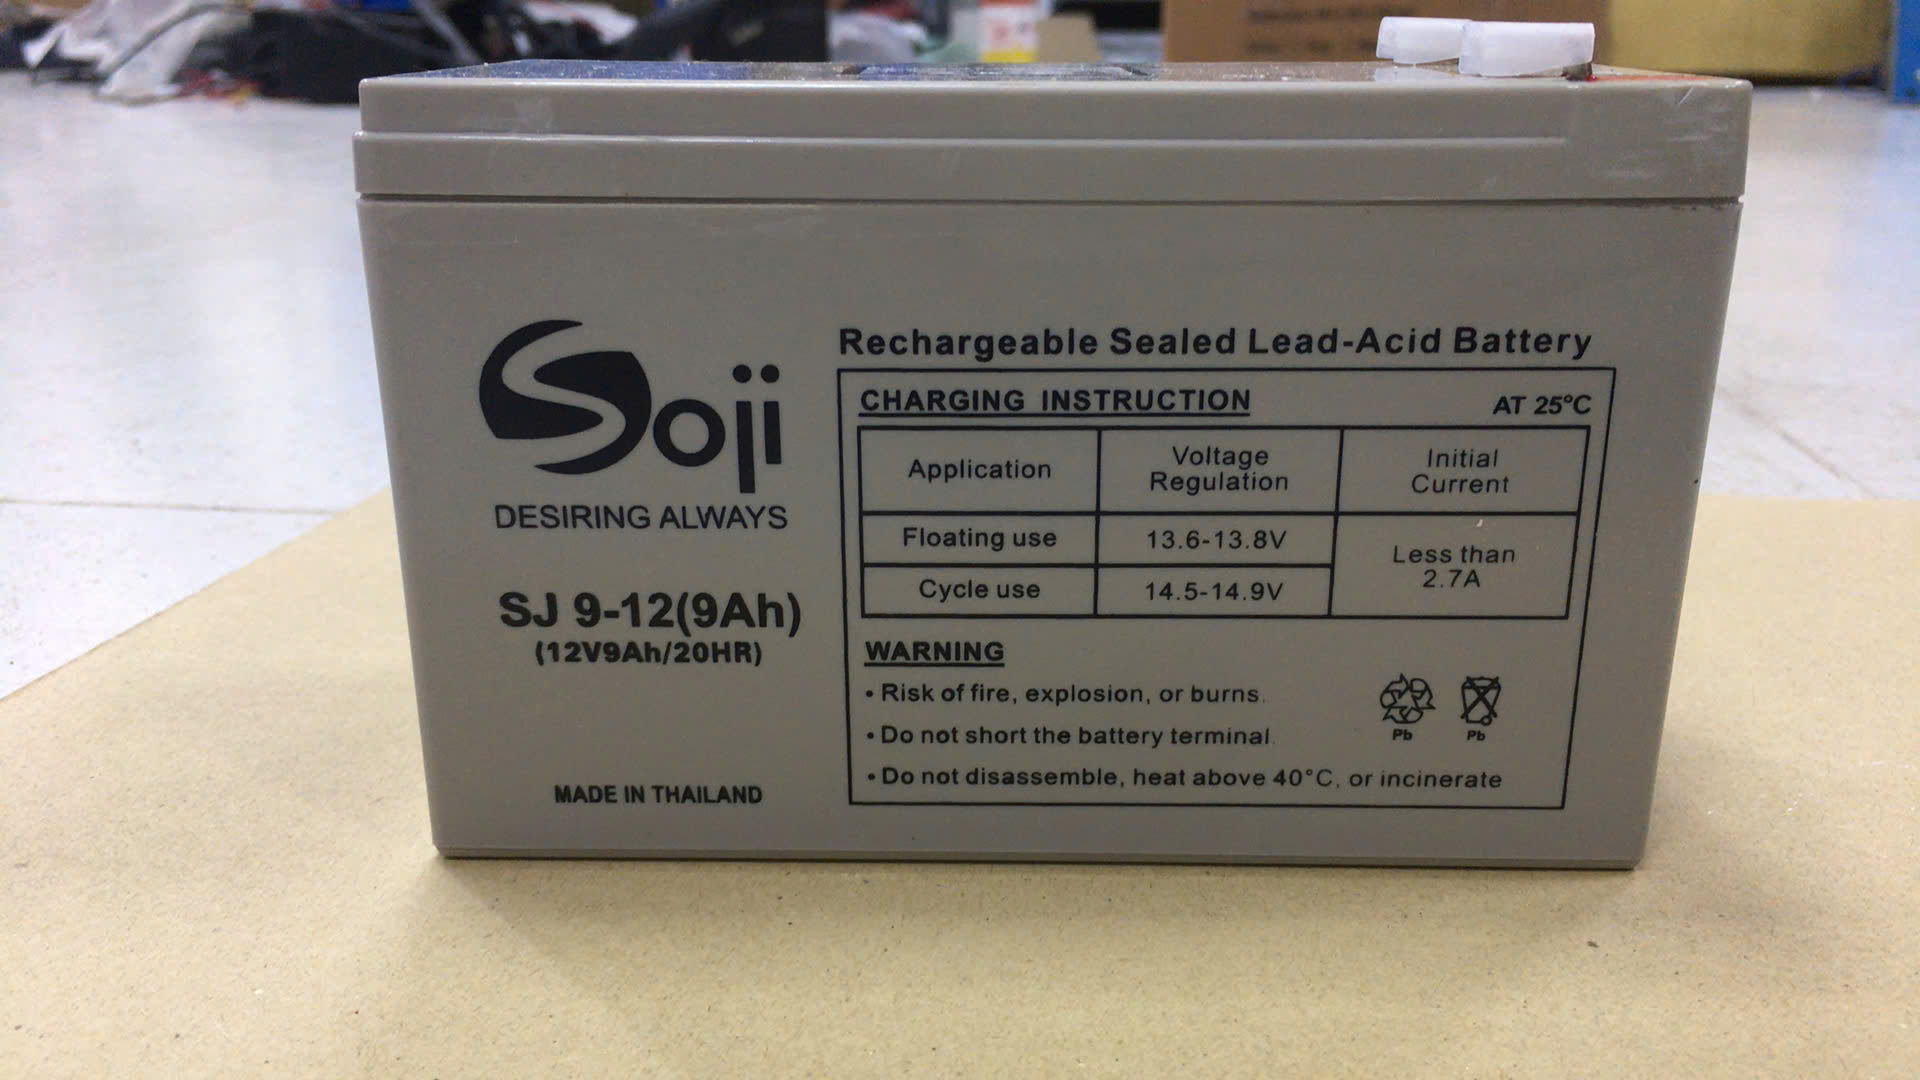 Soji
DESIRING ALWAYS
SJ 9-12(9Ah)
(12V9Ah/20HR)
MADE IN THAILAND
Rechargeable Sealed Lead-Acid Battery
CHARGING INSTRUCTION AT 25°C
Application Voltage Regulation Initial Current
Floating use 13.6-13.8V Less than 2.7A
Cycle use 14.5-14.9V
WARNING
• Risk of fire, explosion, or burns.
• Do not short the battery terminal.
• Do not disassemble, heat above 40°C, or incinerate
Pb Pb